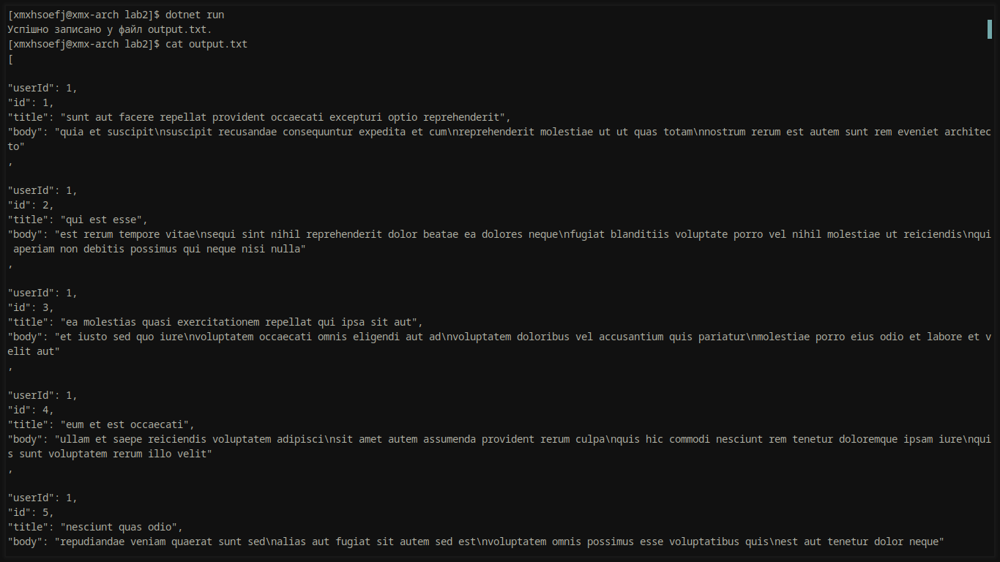 [xmxhsoefj@xmx-arch lab2]$ dotnet run
Успішно записано у файл output.txt.
[xmxhsoefj@xmx-arch lab2]$ cat output.txt
[
"userId": 1,
"id": 1,
"title": "sunt aut facere repellat provident occaecati excepturi optio reprehenderit",
"body": "quia et suscipit\nsuscipit recusandae consequuntur expedita et cum\nreprehenderit molestiae ut ut quas totam\nnostrum rerum est autem sunt rem eveniet architec
to"
,
"userId": 1,
"id": 2,
"title": "qui est esse",
"body": "est rerum tempore vitae\nsequi sint nihil reprehenderit dolor beatae ea dolores neque\nfugiat blanditiis voluptate porro vel nihil molestiae ut reiciendis\nqui
 aperiam non debitis possimus qui neque nisi nulla"
,
"userId": 1,
"id": 3,
"title": "ea molestias quasi exercitationem repellat qui ipsa sit aut",
"body": "et iusto sed quo iure\nvoluptatem occaecati omnis eligendi aut ad\nvoluptatem doloribus vel accusantium quis pariatur\nmolestiae porro eius odio et labore et v
elit aut"
,
"userId": 1,
"id": 4,
"title": "eum et est occaecati",
"body": "ullam et saepe reiciendis voluptatem adipisci\nsit amet autem assumenda provident rerum culpa\nquis hic commodi nesciunt rem tenetur doloremque ipsam iure\nqui
s sunt voluptatem rerum illo velit"
,
"userId": 1,
"id": 5,
"title": "nesciunt quas odio",
"body": "repudiandae veniam quaerat sunt sed\nalias aut fugiat sit autem sed est\nvoluptatem omnis possimus esse voluptatibus quis\nest aut tenetur dolor neque"